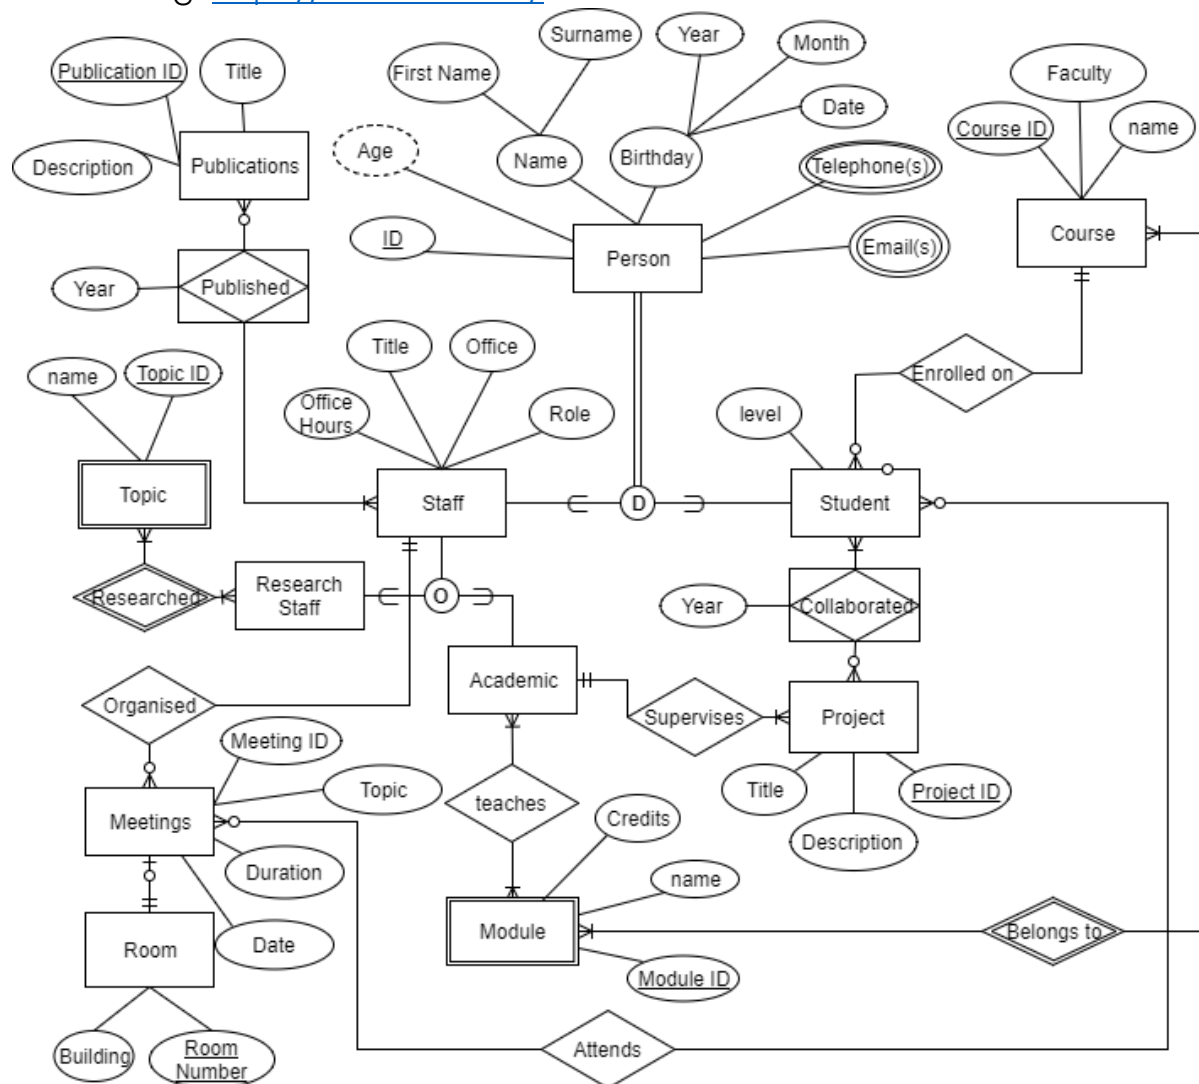 Surname
Year
Month
Publication ID
Title
First Name
Faculty
Date
Course ID
name
Age
Name
Birthday
Description
Publications
Telephone(s)
ID
Person
Email(s)
Course
Year
Published
Title
Office
name
Topic ID
Enrolled on
Office
Hours
Role
level
Topic
Staff
D
Student
Researched
Research
Staff
O
Year
Collaborated
Academic
Organised
Supervises
Project
Meeting ID
Topic
Title
Project ID
teaches
Credits
Meetings
Description
Duration
name
Module
Belongs to
Room
Date
Module ID
Building
Room
Number
Attends